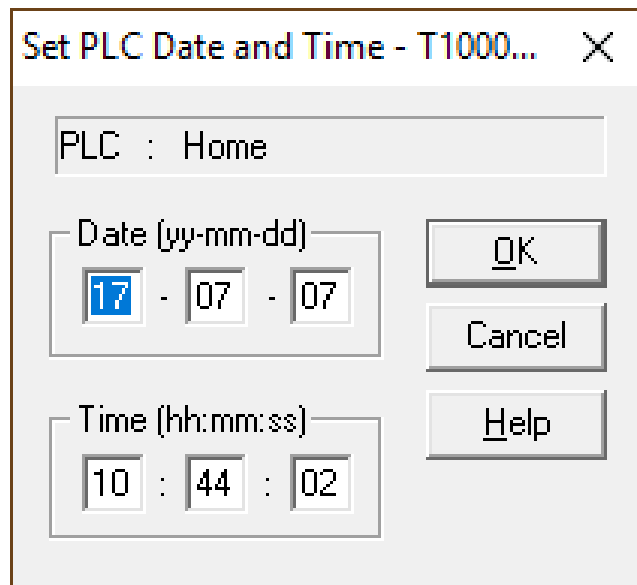 Set PLC Date and Time - T1000...
PLC : Home
Date (yy-mm-dd)
17 - 07 - 07
OK
Cancel
Time (hh:mm:ss)
10 : 44 : 02
Help